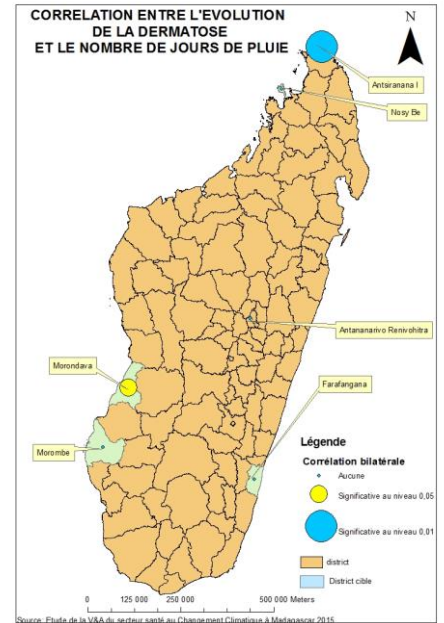 CORRELATION ENTRE L'EVOLUTION
DE LA DERMATOSE
ET LE NOMBRE DE JOURS DE PLUIE
N
Antsiranana I
Nosy Be
Antananarivo Renivohitra
Morondava
Farafangana
Morombe
Légende
Corrélation bilatérale
Aucune
Significative au niveau 0,05
Significative au niveau 0,01
district
District cible
0 125 000 250 000 500 000 Meters
Source: Etude de la V&A du secteur santé au Changement Climatique à Madagascar 2015